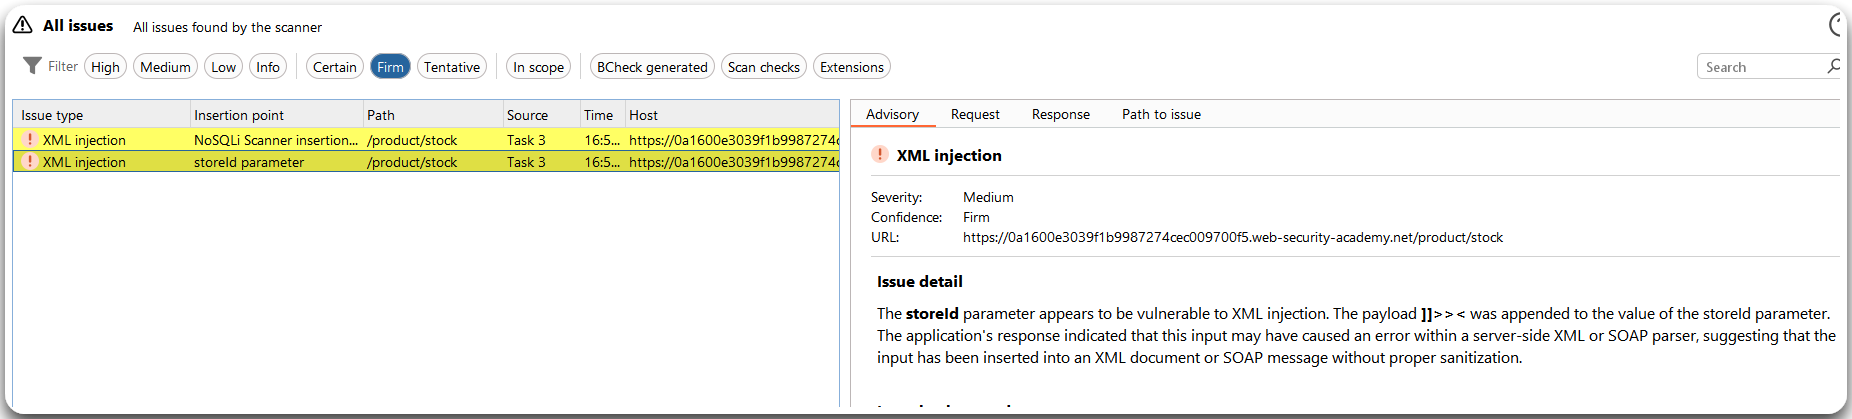 All issues All issues found by the scanner
Filter High Medium Low Info Certain Firm Tentative In scope BCheck generated Scan checks Extensions Search
Issue type Insertion point Path Source Time Host
XML injection NoSQLi Scanner insertion... /product/stock Task 3 16:5... https://0a1600e3039f1b9987274c
XML injection storeId parameter /product/stock Task 3 16:5... https://0a1600e3039f1b9987274c
Advisory Request Response Path to issue
XML injection
Severity: Medium
Confidence: Firm
URL: https://0a1600e3039f1b9987274cec009700f5.web-security-academy.net/product/stock
Issue detail
The storeId parameter appears to be vulnerable to XML injection. The payload ]]>>< was appended to the value of the storeId parameter.
The application's response indicated that this input may have caused an error within a server-side XML or SOAP parser, suggesting that the
input has been inserted into an XML document or SOAP message without proper sanitization.